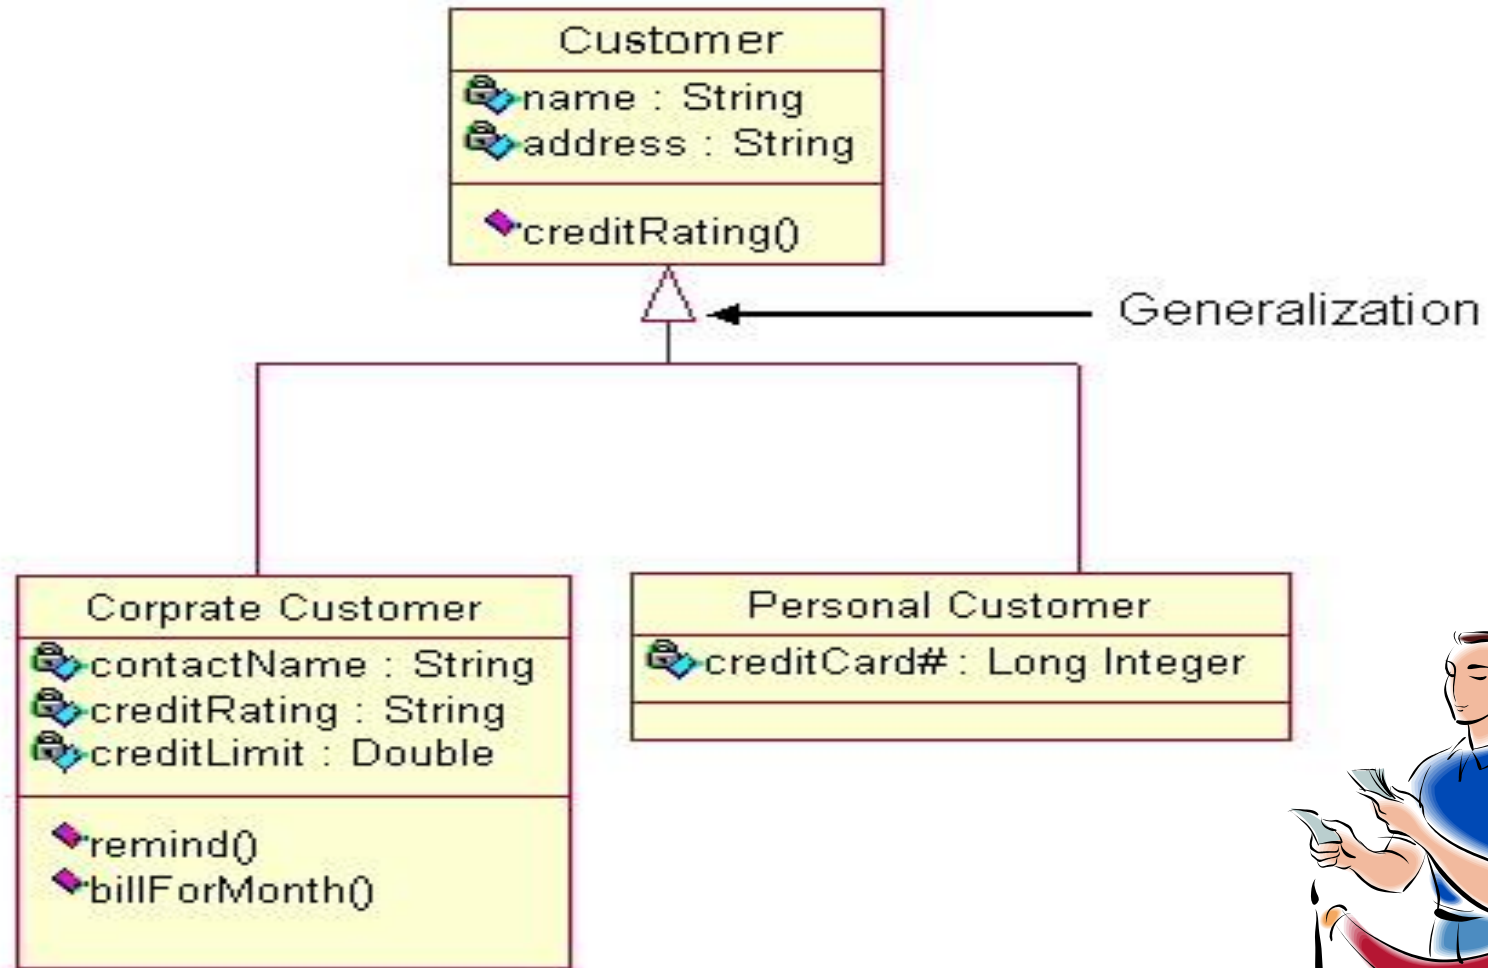 Customer
name : String
address : String
creditRating()
Generalization
Corprate Customer
contactName : String
creditRating : String
creditLimit : Double
remind()
billForMonth()
Personal Customer
creditCard# : Long Integer